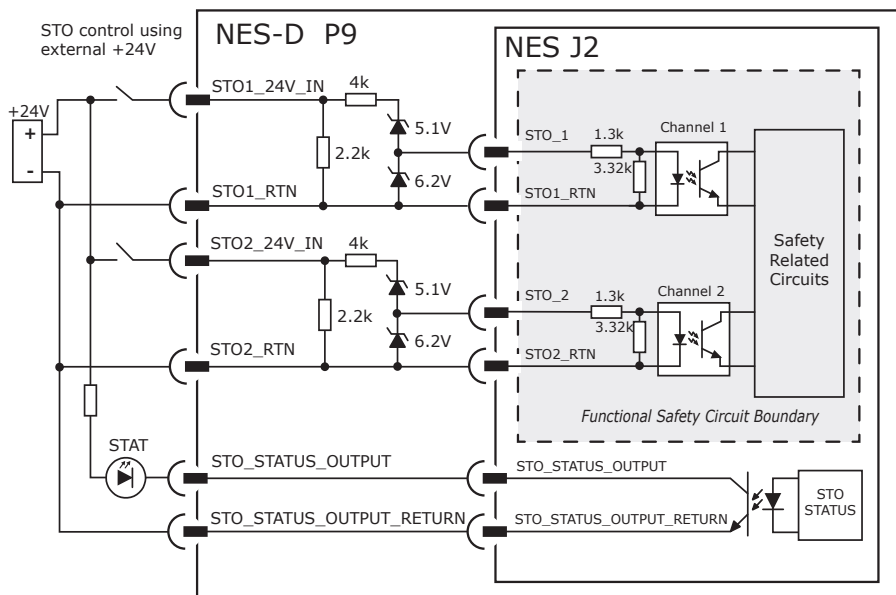 STO control using
external +24V
NES-D P9
NES J2
+24V
+
-
STO1_24V_IN
4k
5.1V
2.2k
6.2V
STO1_RTN
STO_1
1.3k
3.32k
Channel 1
STO1_RTN
STO2_24V_IN
4k
5.1V
2.2k
6.2V
STO2_RTN
STO_2
1.3k
3.32k
Channel 2
STO2_RTN
Safety
Related
Circuits
Functional Safety Circuit Boundary
STAT
STO_STATUS_OUTPUT
STO_STATUS_OUTPUT
STO_STATUS_OUTPUT_RETURN
STO_STATUS_OUTPUT_RETURN
STO
STATUS